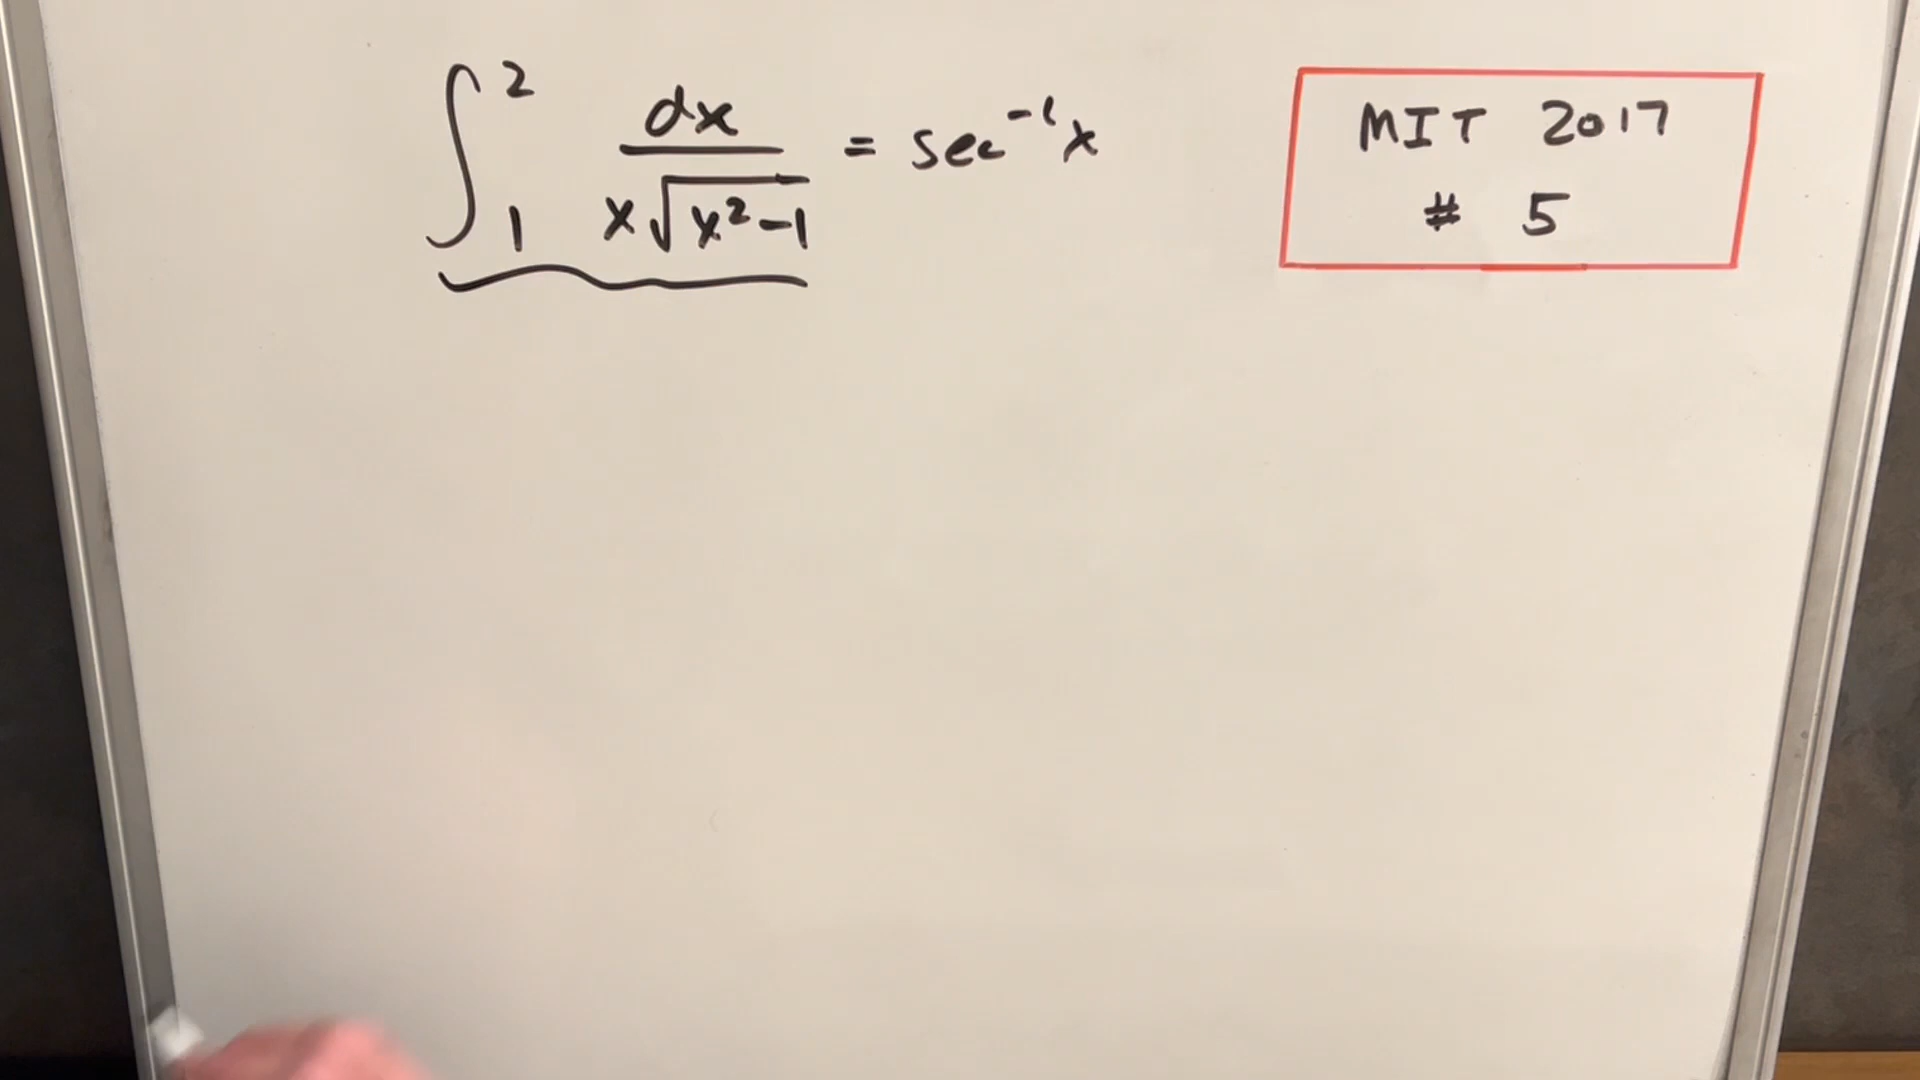 ∫₁² dx / (x√(x²-1)) = sec⁻¹x
MIT 2017
# 5